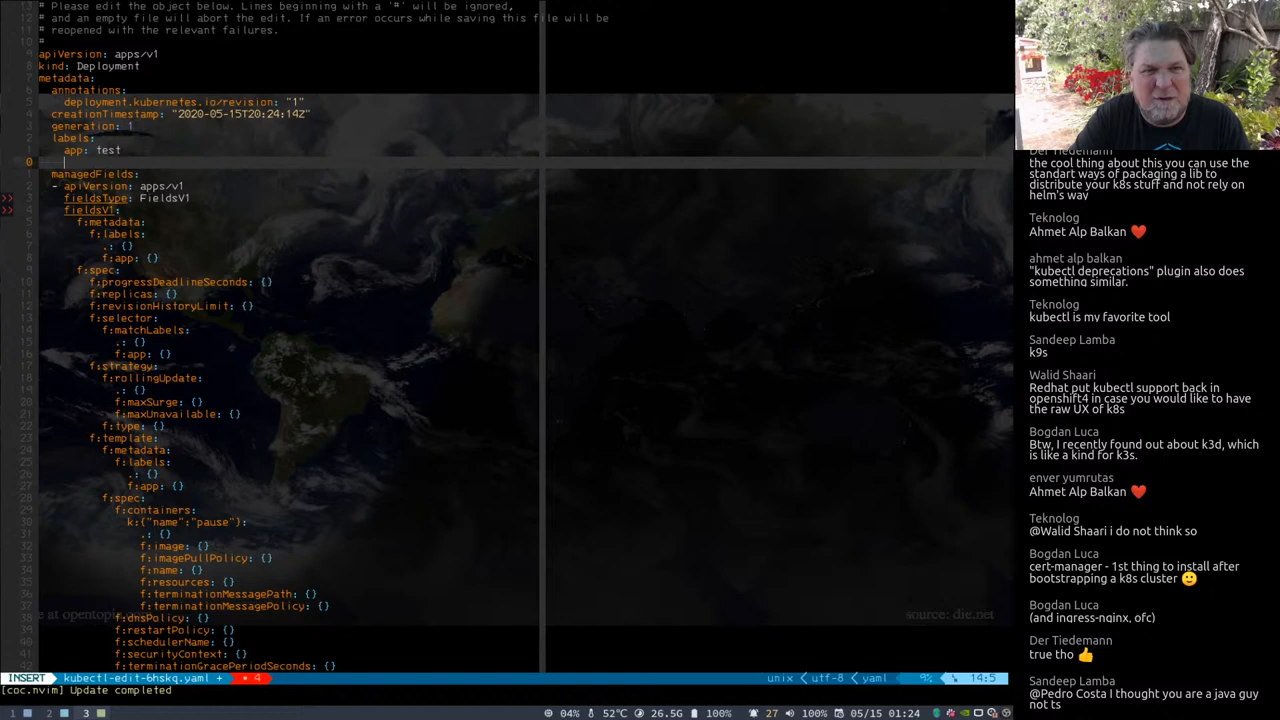 # Please edit the object below. Lines beginning with a '#' will be ignored,
# and an empty file will abort the edit. If an error occurs while saving this file will be
# reopened with the relevant failures.
#
apiVersion: apps/v1
kind: Deployment
metadata:
annotations:
deployment.kubernetes.io/revision: "1"
creationTimestamp: "2020-05-15T20:24:14Z"
generation: 1
labels:
app: test
0
managedFields:
- apiVersion: apps/v1
fieldsType: FieldsV1
fieldsV1:
f:metadata:
f:labels:
.: {}
f:app: {}
f:spec:
f:progressDeadlineSeconds: {}
f:replicas: {}
f:revisionHistoryLimit: {}
f:selector:
f:matchLabels:
.: {}
f:app: {}
f:strategy:
f:rollingUpdate:
.: {}
f:maxSurge: {}
f:maxUnavailable: {}
f:type: {}
f:template:
f:metadata:
f:labels:
.: {}
f:app: {}
f:spec:
f:containers:
k:{"name":"pause"}:
.: {}
f:image: {}
f:imagePullPolicy: {}
f:name: {}
f:resources: {}
f:terminationMessagePath: {}
f:terminationMessagePolicy: {}
f:dnsPolicy: {}
f:restartPolicy: {}
f:schedulerName: {}
f:securityContext: {}
f:terminationGracePeriodSeconds: {}
source: die.net
INSERT kubectl-edit-6hskq.yaml + 4 unix utf-8 yaml 9% 14:5
[coc.nvim] Update completed
1 2 3 04% 52°C 26.5G 100% 27 100% 05/15 01:24
Der Tiedemann
the cool thing about this you can use the
standart ways of packaging a lib to
distribute your k8s stuff and not rely on
helm's way
Teknolog
Ahmet Alp Balkan ❤️
ahmet alp balkan
"kubectl deprecations" plugin also does
something similar.
Teknolog
kubectl is my favorite tool
Sandeep Lamba
k9s
Walid Shaari
Redhat put kubectl support back in
openshift4 in case you would like to have
the raw UX of k8s
Bogdan Luca
Btw, I recently found out about k3d, which
is like a kind for k3s.
enver yumrutas
Ahmet Alp Balkan ❤️
Teknolog
@Walid Shaari i do not think so
Bogdan Luca
cert-manager - 1st thing to install after
bootstrapping a k8s cluster 🙂
Bogdan Luca
(and ingress-nginx, ofc)
Der Tiedemann
true tho 👍
Sandeep Lamba
@Pedro Costa I thought you are a java guy
not ts